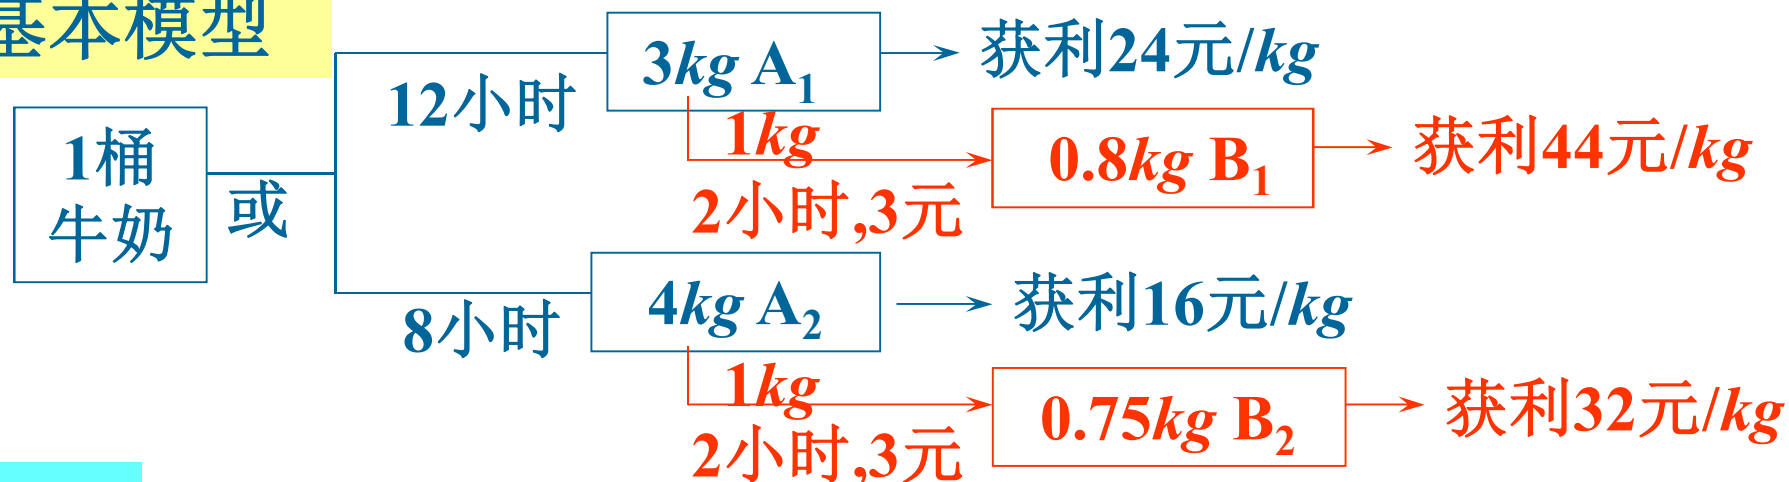 基本模型
1桶
牛奶
或
12小时
3kg A₁
获利24元/kg
1kg
2小时,3元
0.8kg B₁
获利44元/kg
8小时
4kg A₂
获利16元/kg
1kg
2小时,3元
0.75kg B₂
获利32元/kg